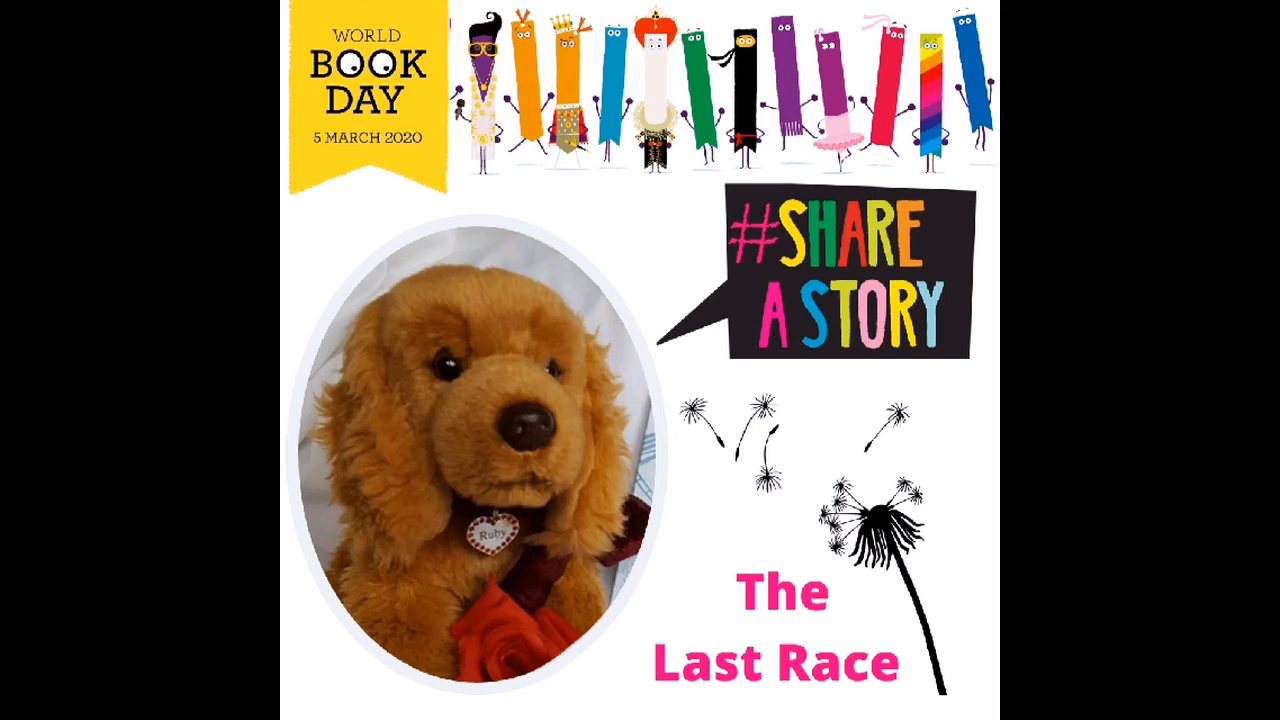 WORLD
BOOK
DAY
5 MARCH 2020
#SHARE
A STORY
Ruby
The
Last Race